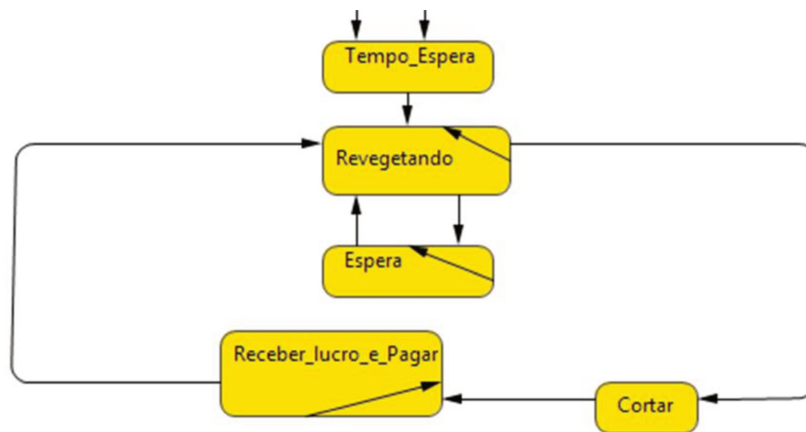 Tempo_Espera
Revegetando
Espera
Receber_lucro_e_Pagar
Cortar